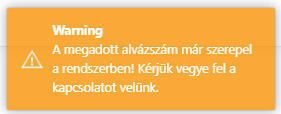 Warning
A megadott alvázszám már szerepel
a rendszerben! Kérjük vegye fel a
kapcsolatot velünk.